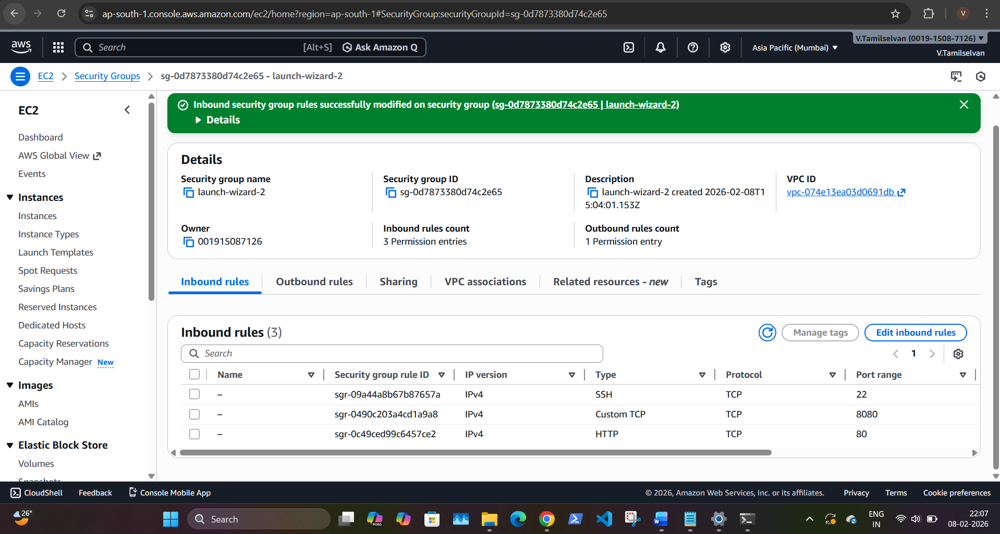 ap-south-1.console.aws.amazon.com/ec2/home?region=ap-south-1#SecurityGroup:securityGroupId=sg-0d7873380d74c2e65
V
aws
Search
[Alt+S]
Ask Amazon Q
Asia Pacific (Mumbai)
V.Tamilselvan (0019-1508-7126)
V.Tamilselvan
EC2
Security Groups
sg-0d7873380d74c2e65 - launch-wizard-2
EC2
Dashboard
AWS Global View
Events
Instances
Instances
Instance Types
Launch Templates
Spot Requests
Savings Plans
Reserved Instances
Dedicated Hosts
Capacity Reservations
Capacity Manager New
Images
AMIs
AMI Catalog
Elastic Block Store
Volumes
Snapshots
Inbound security group rules successfully modified on security group (sg-0d7873380d74c2e65 | launch-wizard-2)
Details
Details
Security group name
launch-wizard-2
Security group ID
sg-0d7873380d74c2e65
Description
launch-wizard-2 created 2026-02-08T1
5:04:01.153Z
VPC ID
vpc-074e13ea03d0691db
Owner
001915087126
Inbound rules count
3 Permission entries
Outbound rules count
1 Permission entry
Inbound rules
Outbound rules
Sharing
VPC associations
Related resources - new
Tags
Inbound rules (3)
Manage tags
Edit inbound rules
Search
1
Name Security group rule ID IP version Type Protocol Port range
– sgr-09a44a8b67b87657a IPv4 SSH TCP 22
– sgr-0490c203a4cd1a9a8 IPv4 Custom TCP TCP 8080
– sgr-0c49ced99c6457ce2 IPv4 HTTP TCP 80
CloudShell
Feedback
Console Mobile App
© 2026, Amazon Web Services, Inc. or its affiliates.
Privacy
Terms
Cookie preferences
26°
Search
M365
ENG
IN
22:07
08-02-2026